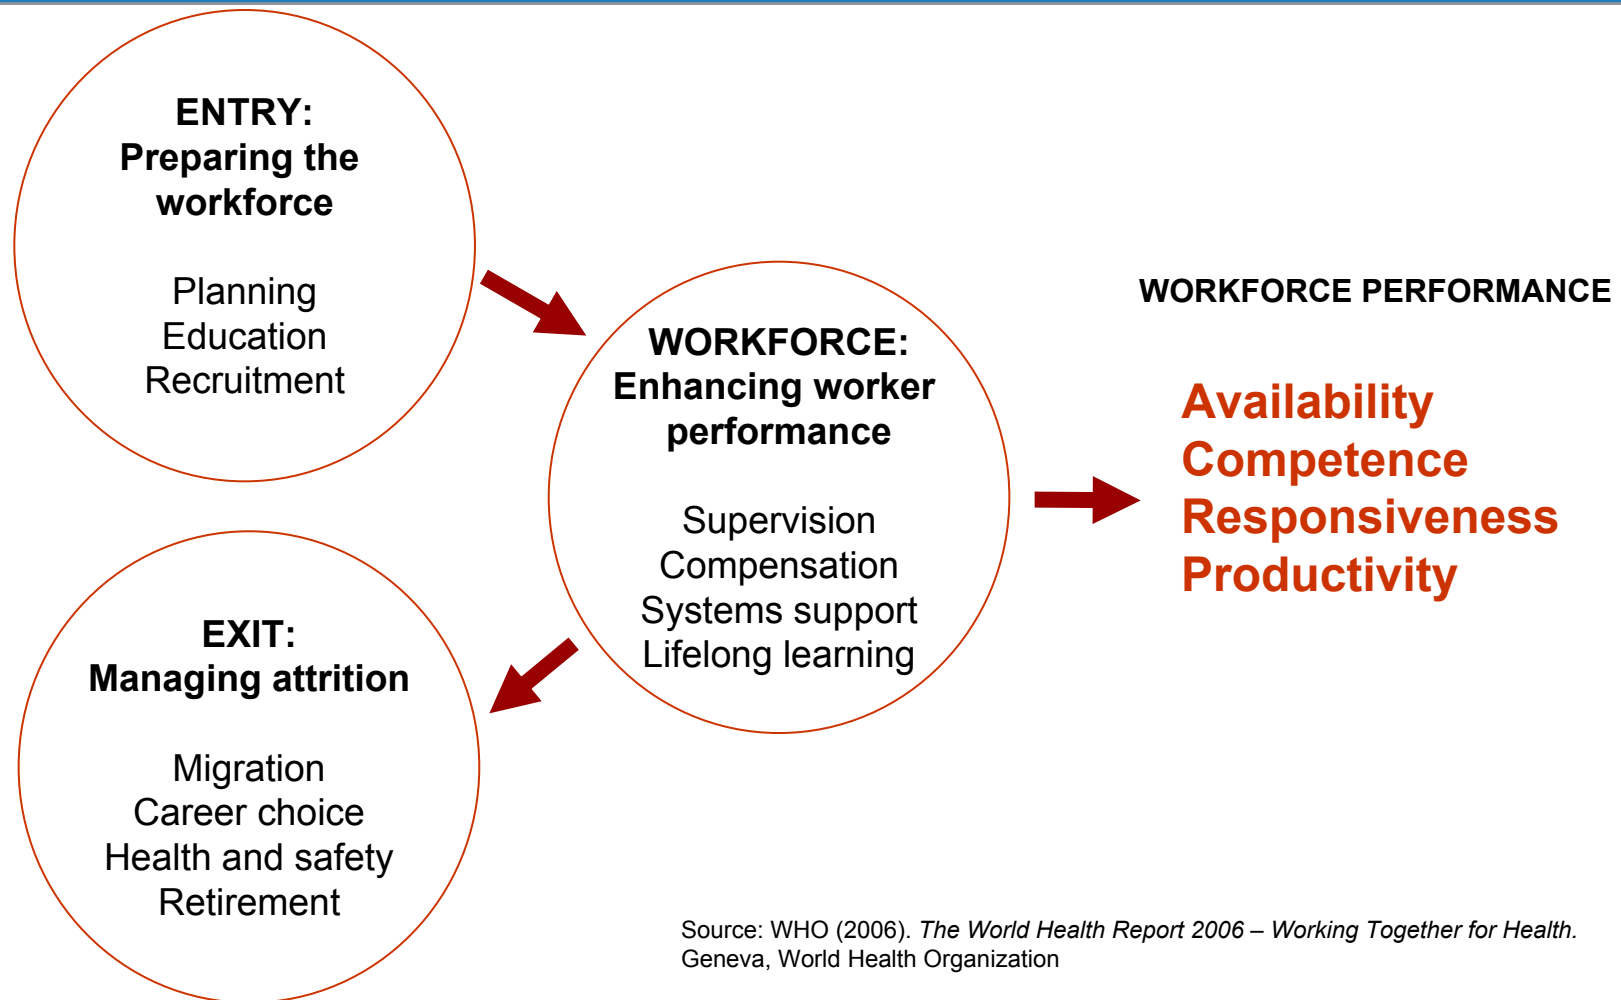 ENTRY:
Preparing the
workforce
Planning
Education
Recruitment
WORKFORCE:
Enhancing worker
performance
Supervision
Compensation
Systems support
Lifelong learning
EXIT:
Managing attrition
Migration
Career choice
Health and safety
Retirement
WORKFORCE PERFORMANCE
Availability
Competence
Responsiveness
Productivity
Source: WHO (2006). The World Health Report 2006 – Working Together for Health.
Geneva, World Health Organization